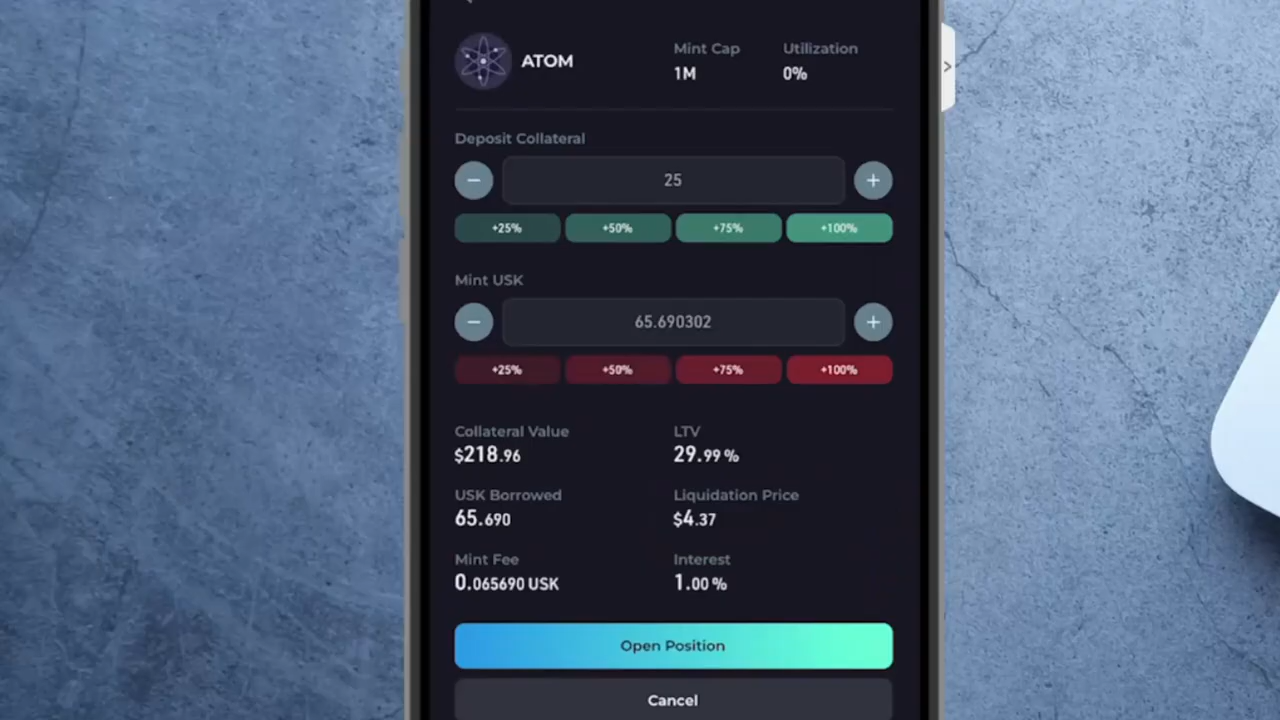 ATOM
Mint Cap
1M
Utilization
0%
Deposit Collateral
25
+25% +50% +75% +100%
Mint USK
65.690302
+25% +50% +75% +100%
Collateral Value
$218.96
LTV
29.99 %
USK Borrowed
65.690
Liquidation Price
$4.37
Mint Fee
0.065690 USK
Interest
1.00 %
Open Position
Cancel